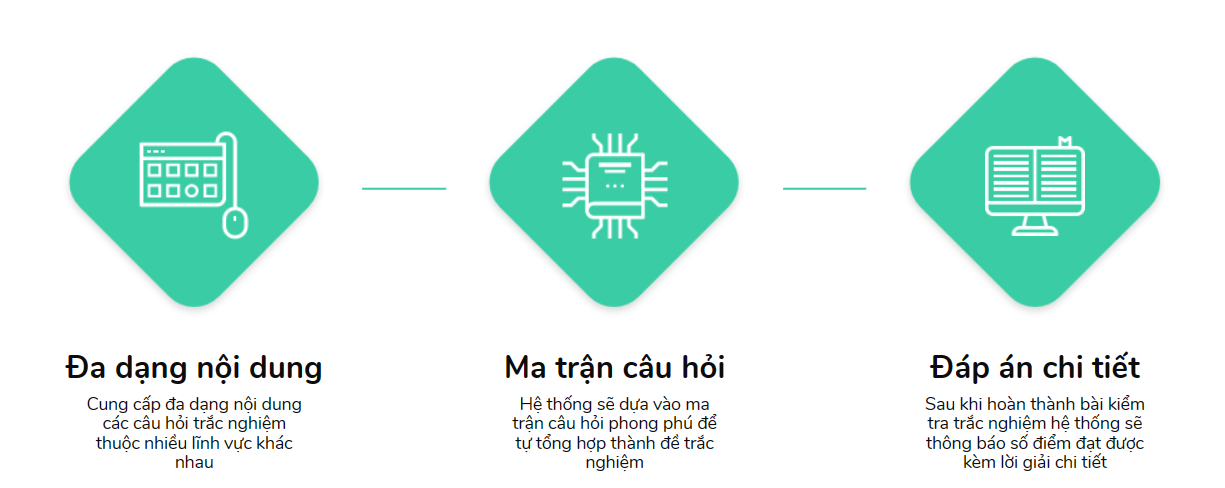 Đa dạng nội dung
Cung cấp đa dạng nội dung
các câu hỏi trắc nghiệm
thuộc nhiều lĩnh vực khác
nhau
Ma trận câu hỏi
Hệ thống sẽ dựa vào ma
trận câu hỏi phong phú để
tự tổng hợp thành đề trắc
nghiệm
Đáp án chi tiết
Sau khi hoàn thành bài kiểm
tra trắc nghiệm hệ thống sẽ
thông báo số điểm đạt được
kèm lời giải chi tiết